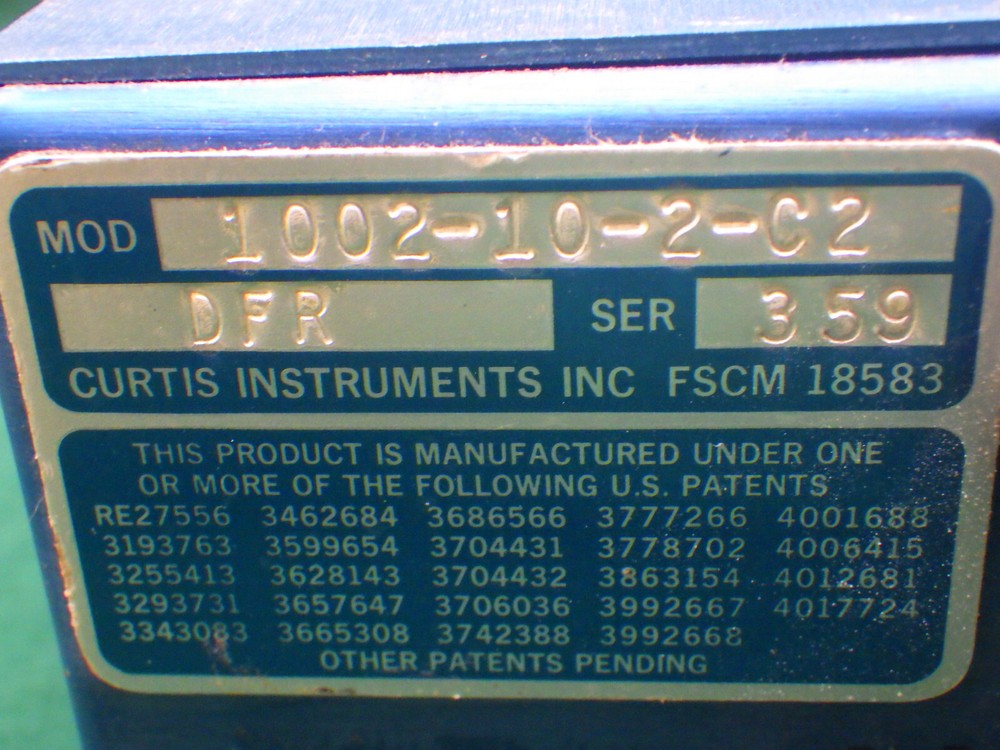 MOD 1002-10-2-C2
DFR SER 359
CURTIS INSTRUMENTS INC FSCM 18583
THIS PRODUCT IS MANUFACTURED UNDER ONE
OR MORE OF THE FOLLOWING U.S. PATENTS
RE27556 3462684 3686566 3777266 4001688
3193763 3599654 3704431 3778702 4006415
3255413 3628143 3704432 3863154 4012681
3293731 3657647 3706036 3992667 4017724
3343083 3665308 3742388 3992668
OTHER PATENTS PENDING